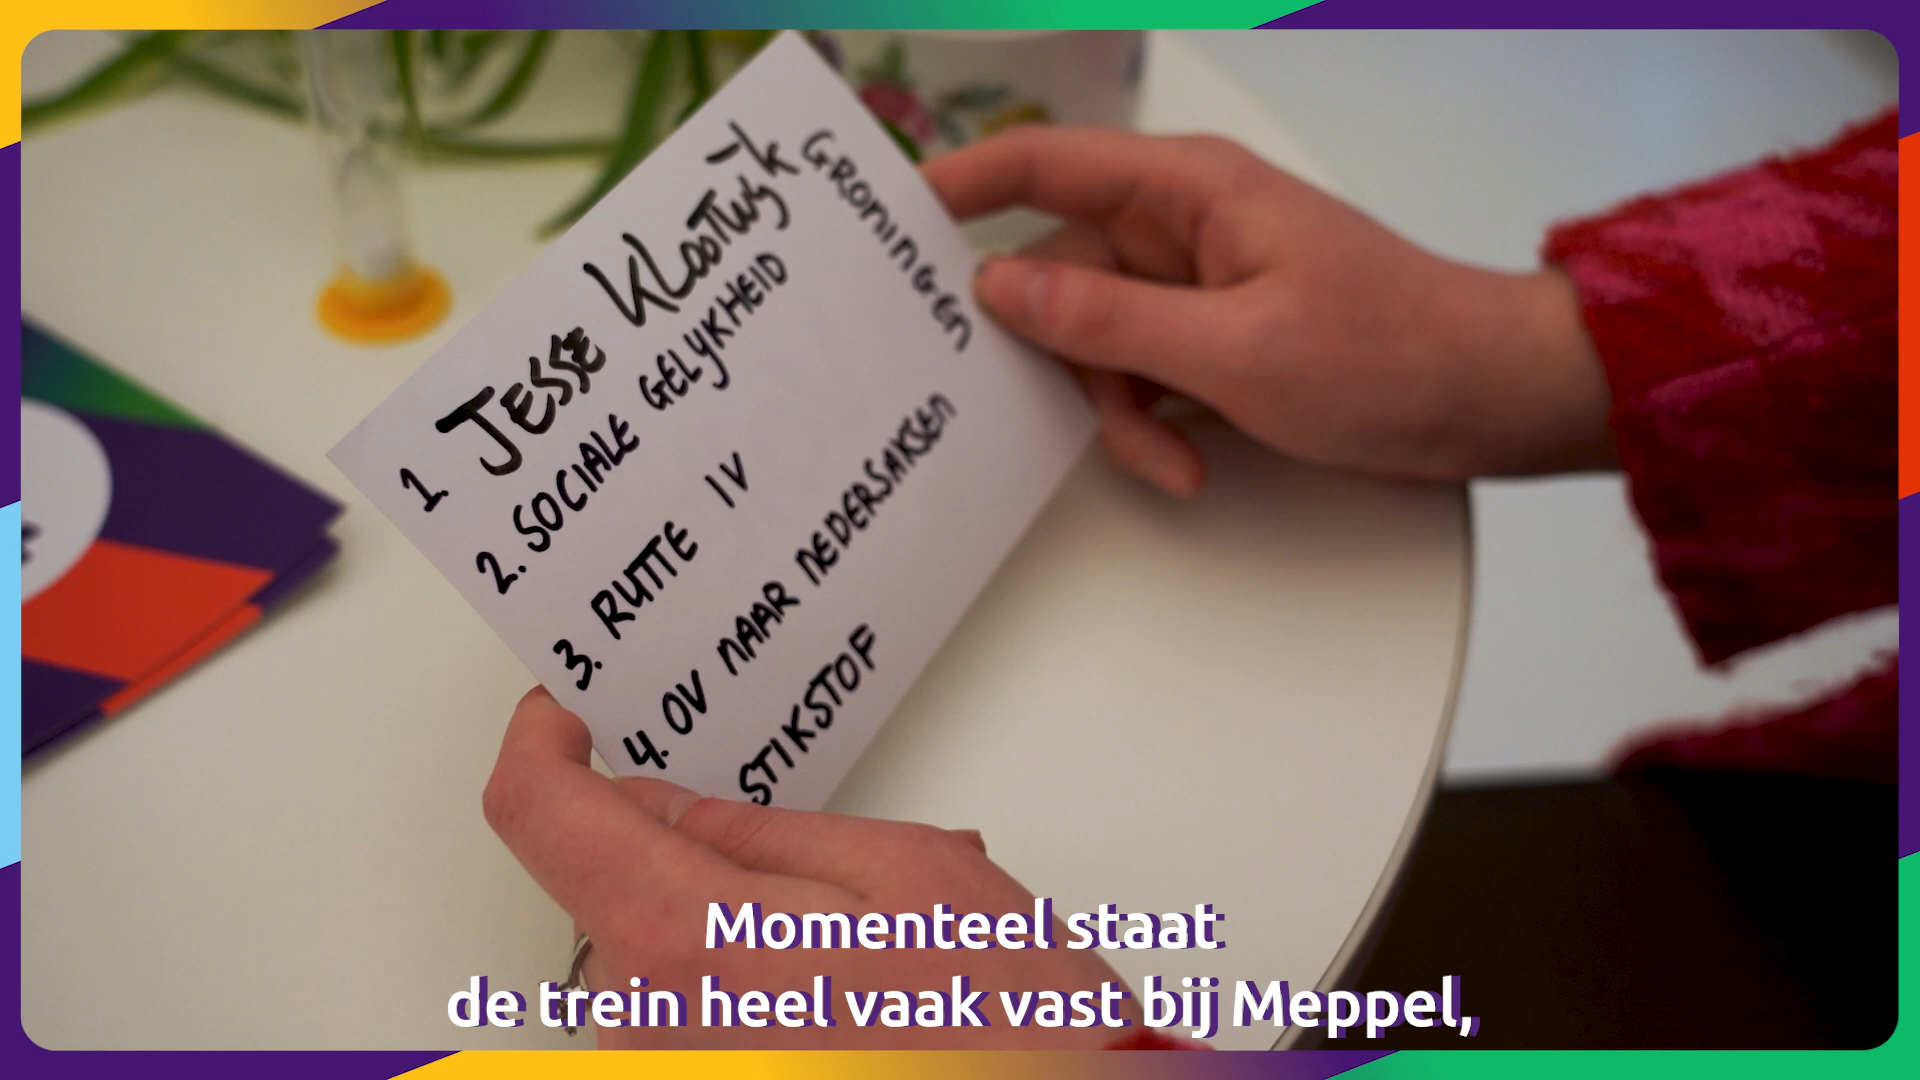 1. JESSE KLOOTWIJK
GRONINGEN
2. SOCIALE GELIJKHEID
3. RUTTE IV
4. OV NAAR NEDERSAKSEN
STIKSTOF
Momenteel staat
de trein heel vaak vast bij Meppel,